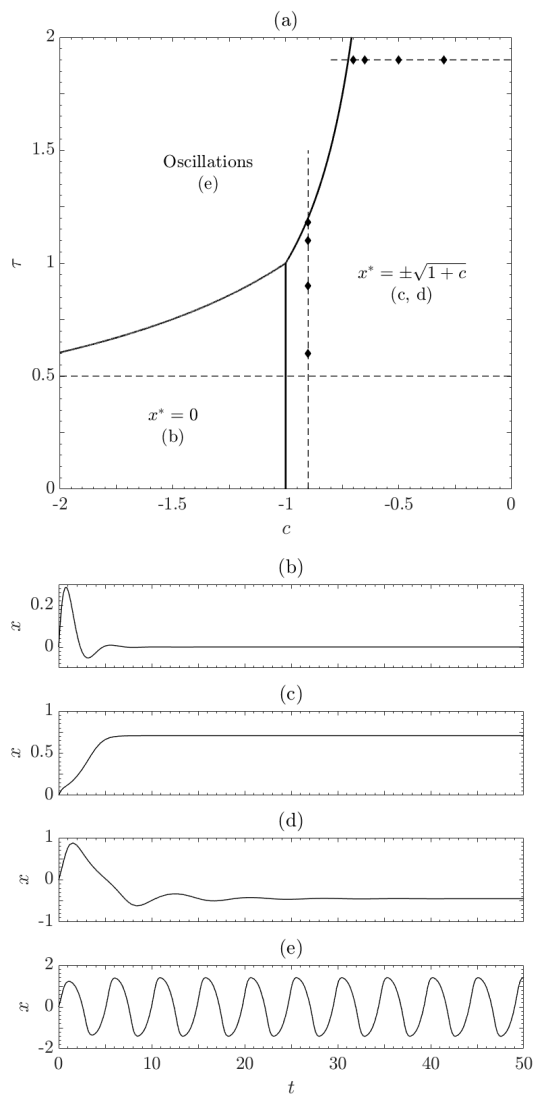 (a)
2
1.5
1
0.5
0
τ
Oscillations
(e)
x* = ±√1 + c
(c, d)
x* = 0
(b)
-2 -1.5 -1 -0.5 0
c
(b)
0.2
0
x
(c)
1
0.5
0
x
(d)
1
0
-1
x
(e)
2
0
-2
x
0 10 20 30 40 50
t